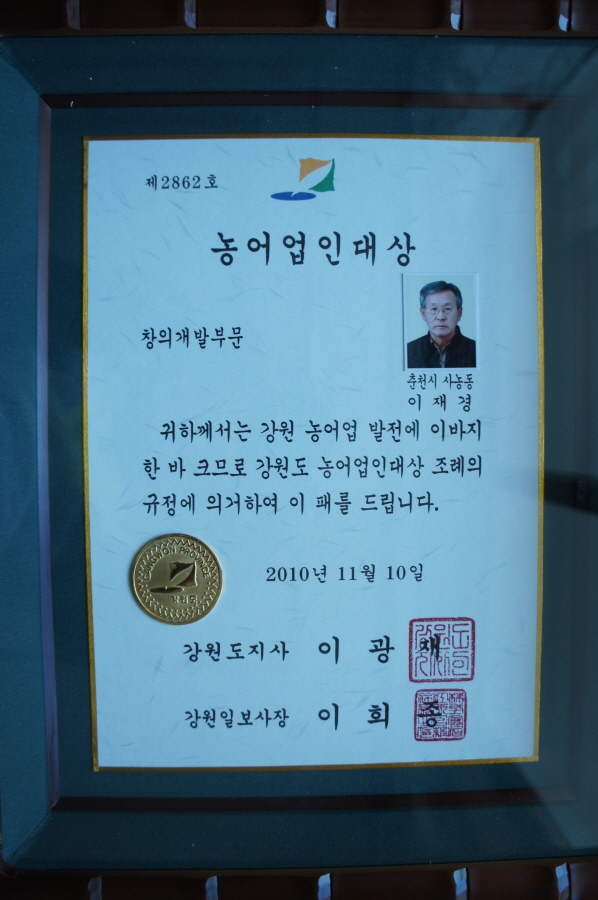 제2862호
농어업인대상
창의개발부문
춘천시 사농동
이 재 경
귀하께서는 강원 농어업 발전에 이바지
한 바 크므로 강원도 농어업인대상 조례의
규정에 의거하여 이 패를 드립니다.
KANGWON PROVINCE
강원도
2010년 11월 10일
강원도지사 이 광 재
강원일보사장 이 희 종